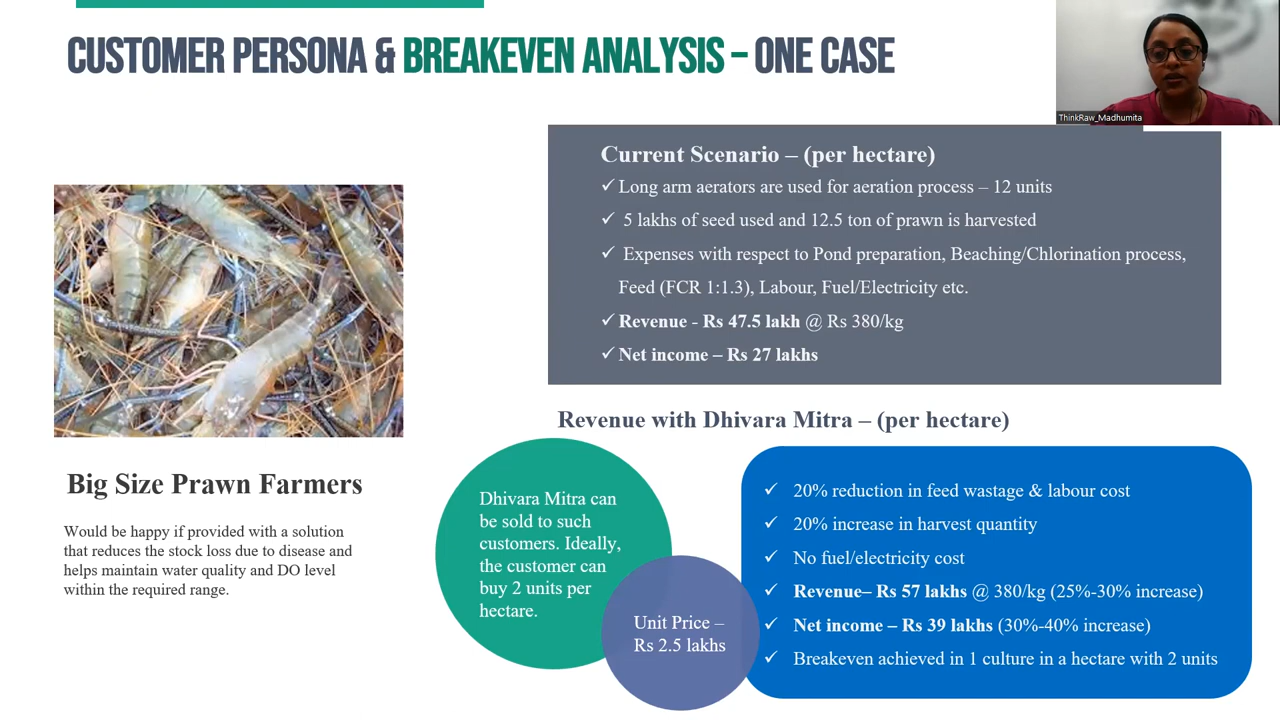 CUSTOMER PERSONA & BREAKEVEN ANALYSIS – ONE CASE
ThinkRaw_Madhumita
Current Scenario – (per hectare)
✓ Long arm aerators are used for aeration process – 12 units
✓ 5 lakhs of seed used and 12.5 ton of prawn is harvested
✓ Expenses with respect to Pond preparation, Beaching/Chlorination process,
Feed (FCR 1:1.3), Labour, Fuel/Electricity etc.
✓ Revenue - Rs 47.5 lakh @ Rs 380/kg
✓ Net income – Rs 27 lakhs
Big Size Prawn Farmers
Would be happy if provided with a solution
that reduces the stock loss due to disease and
helps maintain water quality and DO level
within the required range.
Revenue with Dhivara Mitra – (per hectare)
Dhivara Mitra can
be sold to such
customers. Ideally,
the customer can
buy 2 units per
hectare.
Unit Price –
Rs 2.5 lakhs
✓ 20% reduction in feed wastage & labour cost
✓ 20% increase in harvest quantity
✓ No fuel/electricity cost
✓ Revenue– Rs 57 lakhs @ 380/kg (25%-30% increase)
✓ Net income – Rs 39 lakhs (30%-40% increase)
✓ Breakeven achieved in 1 culture in a hectare with 2 units